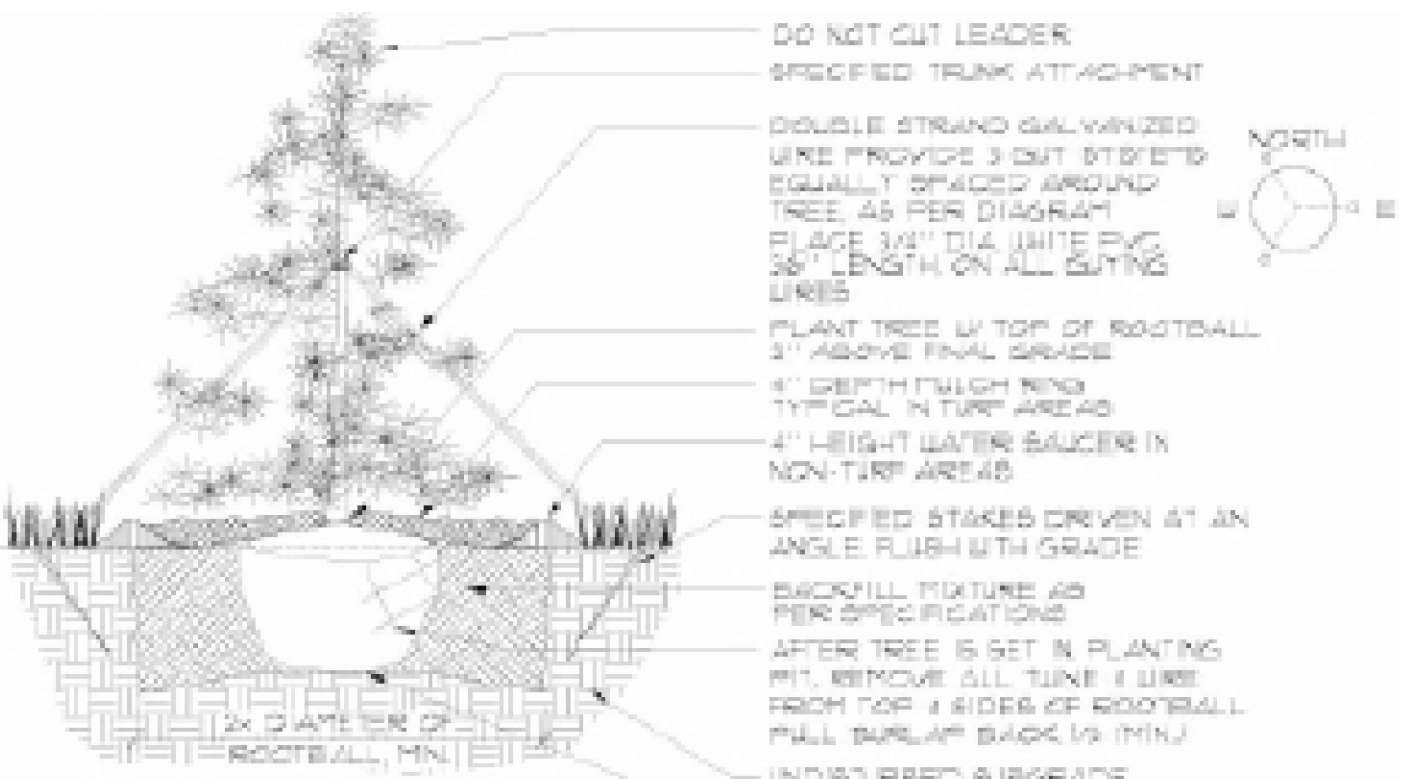 DO NOT CUT LEADER
SPECIFIED TRUNK ATTACHMENT
DOUBLE STRAND GALVANIZED
WIRE PROVIDE 3 GUY SYSTEMS
EQUALLY SPACED AROUND
TREE, AS PER DIAGRAM
PLACE 3/4" DIA. WHITE PVC,
LENGTH, ON ALL GUYING
WIRES
NORTH
W
E
PLANT TREE W/ TOP OF ROOTBALL
ABOVE FINAL GRADE
4" DEPTH MULCH RING
TYPICAL IN TURF AREAS
4" HEIGHT WATER SAUCER IN
NON-TURF AREAS
SPECIFIED STAKES DRIVEN AT AN
ANGLE FLUSH WITH GRADE
BACKFILL MIXTURE AS
PER SPECIFICATIONS
AFTER TREE IS SET IN PLANTING
PIT, REMOVE ALL TWINE & WIRE
FROM TOP & SIDES OF ROOTBALL
PULL BURLAP BACK 1/2 (MIN.)
UNDISTURBED SUBGRADE
2X DIAMETER OF
ROOTBALL, MIN.